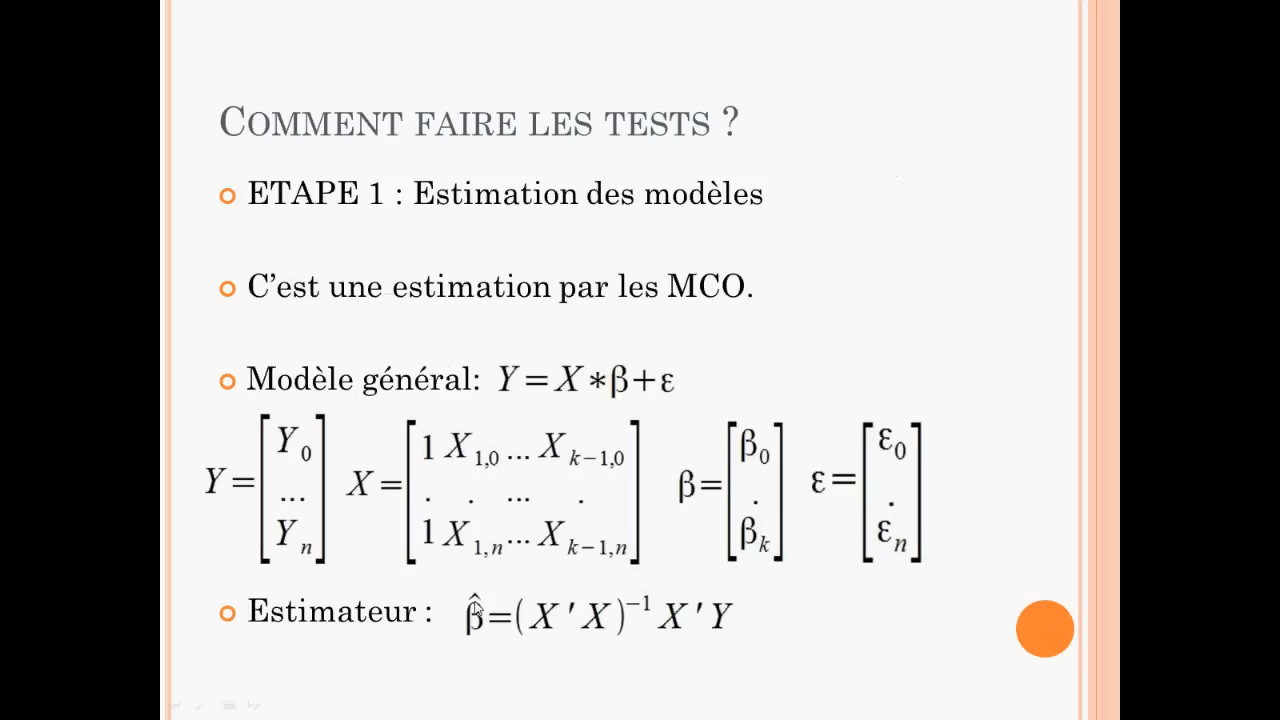 COMMENT FAIRE LES TESTS ?
ETAPE 1 : Estimation des modèles
C'est une estimation par les MCO.
Modèle général: Y=X*β+ε
Y=[Y₀ ... Yₙ] X=[1 X₁,₀ ... Xₖ₋₁,₀ . . ... . 1 X₁,ₙ ... Xₖ₋₁,ₙ] β=[β₀ . βₖ] ε=[ε₀ . εₙ]
Estimateur : β̂=(X'X)⁻¹X'Y